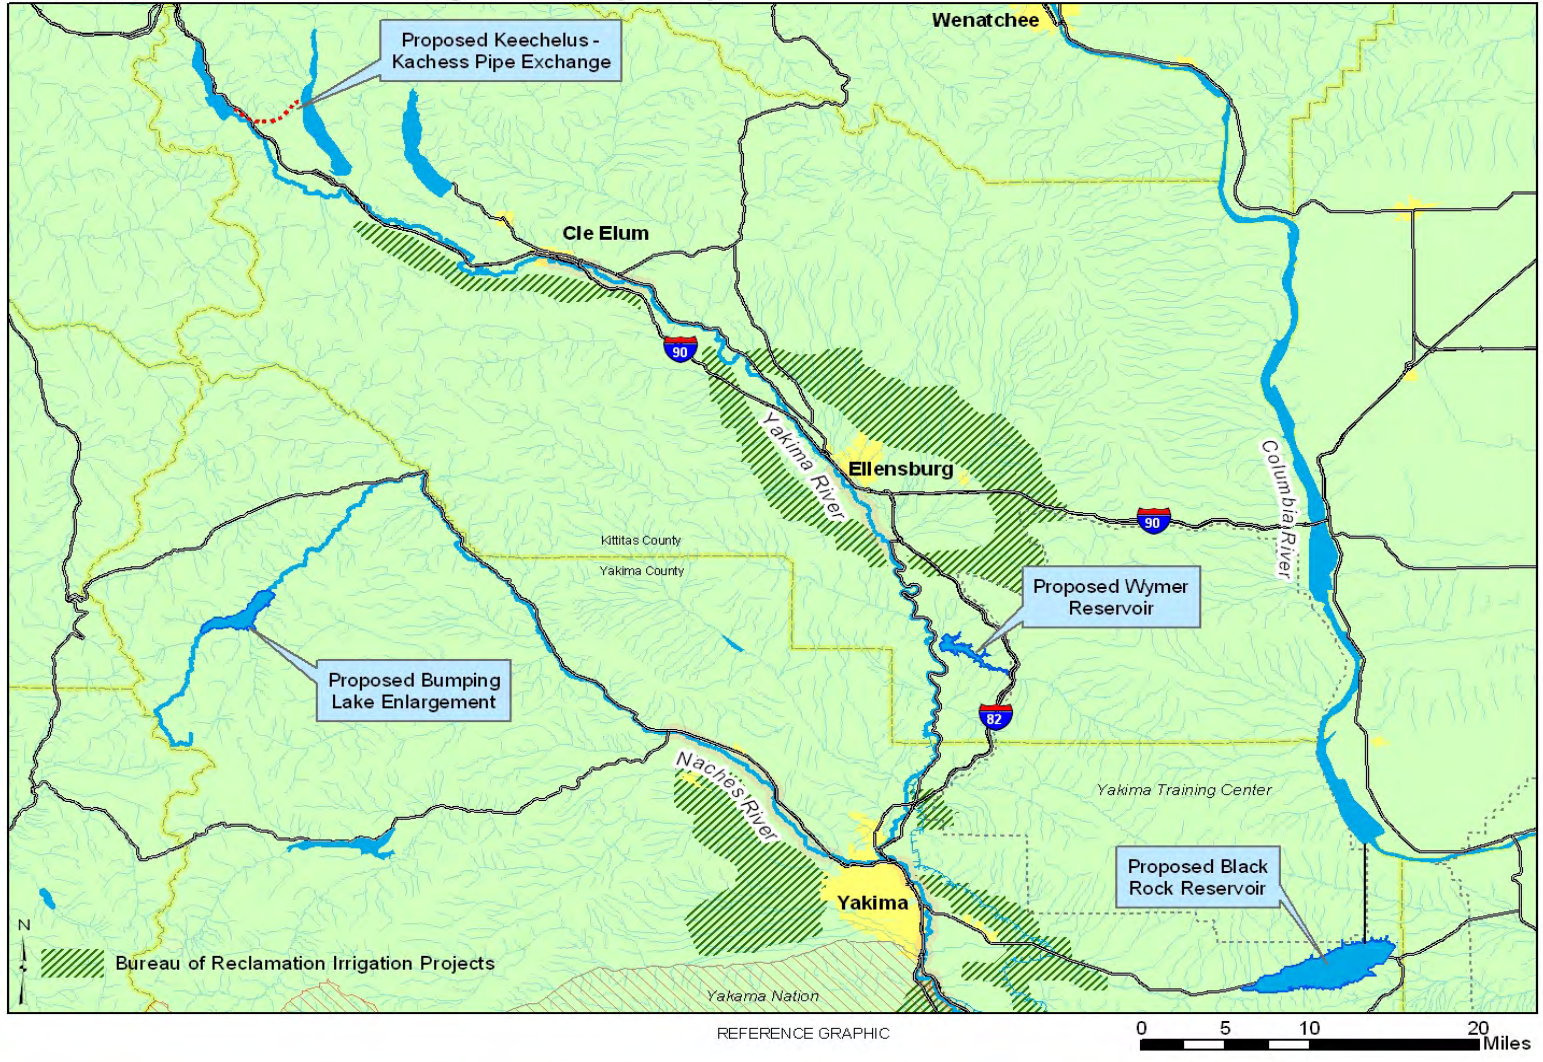 Wenatchee
Proposed Keechelus -
Kachess Pipe Exchange
Cle Elum
90
Yakima River
Ellensburg
Columbia River
90
Kittitas County
Yakima County
Proposed Wymer
Reservoir
Proposed Bumping
Lake Enlargement
82
Naches River
Yakima Training Center
Proposed Black
Rock Reservoir
Yakima
N
Bureau of Reclamation Irrigation Projects
Yakama Nation
REFERENCE GRAPHIC
0 5 10 20
Miles